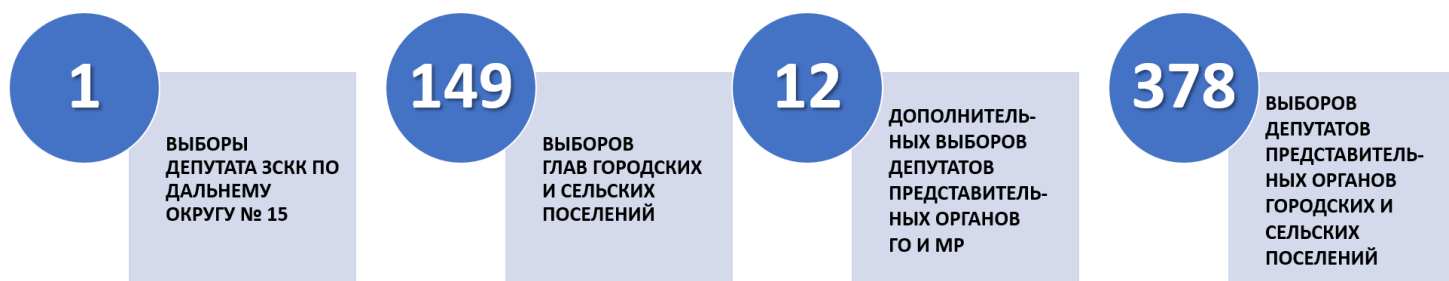 1
ВЫБОРЫ
ДЕПУТАТА ЗСКК ПО
ДАЛЬНЕМУ
ОКРУГУ № 15
149
ВЫБОРОВ
ГЛАВ ГОРОДСКИХ
И СЕЛЬСКИХ
ПОСЕЛЕНИЙ
12
ДОПОЛНИТЕЛЬ-
НЫХ ВЫБОРОВ
ДЕПУТАТОВ
ПРЕДСТАВИТЕЛЬ-
НЫХ ОРГАНОВ
ГО И МР
378
ВЫБОРОВ
ДЕПУТАТОВ
ПРЕДСТАВИТЕЛЬ-
НЫХ ОРГАНОВ
ГОРОДСКИХ И
СЕЛЬСКИХ
ПОСЕЛЕНИЙ